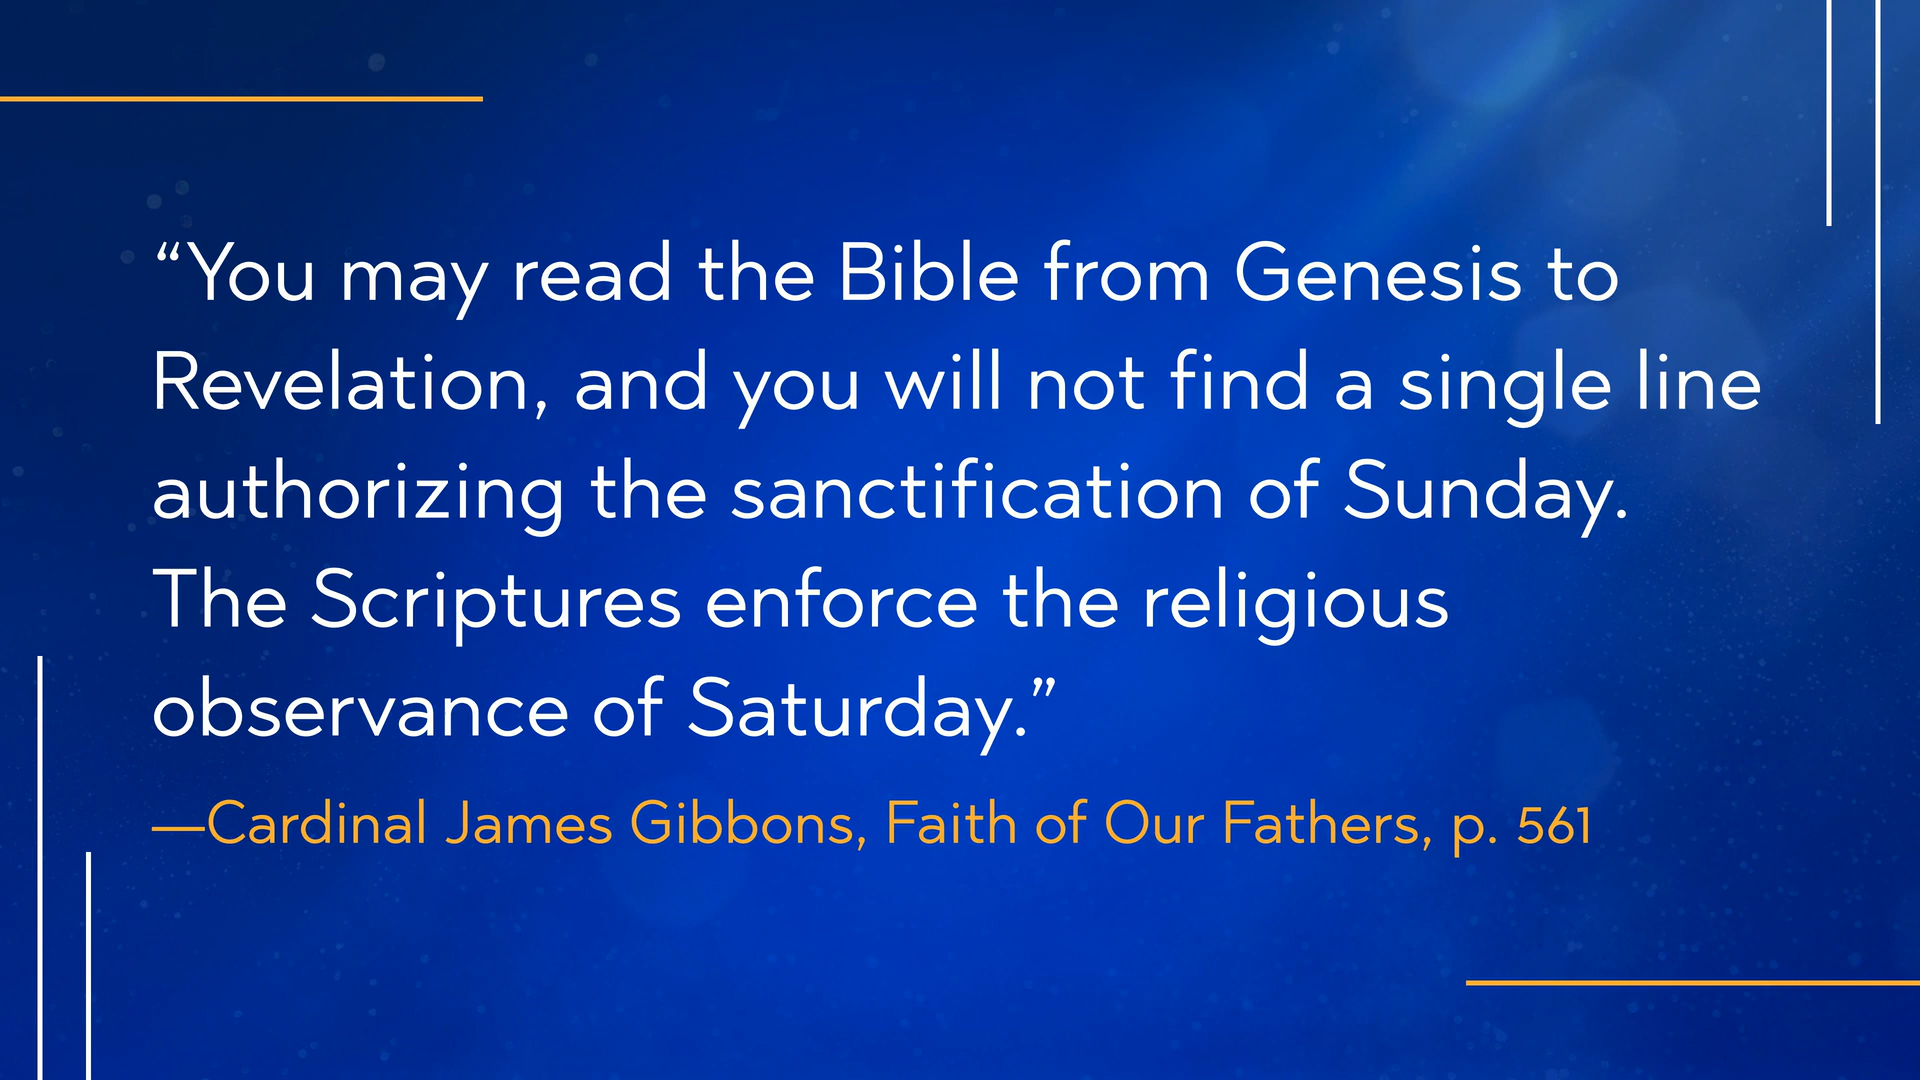 “You may read the Bible from Genesis to
Revelation, and you will not find a single line
authorizing the sanctification of Sunday.
The Scriptures enforce the religious
observance of Saturday.”
—Cardinal James Gibbons, Faith of Our Fathers, p. 561